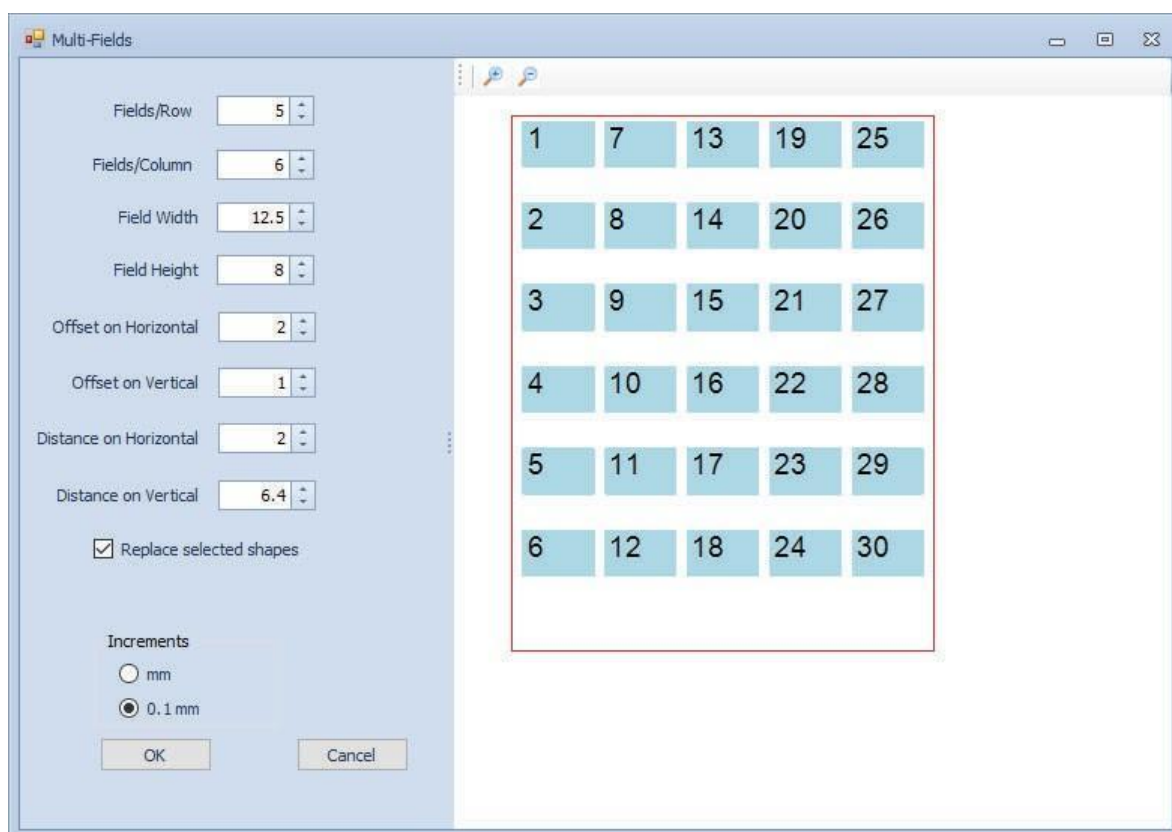 Multi-Fields
Fields/Row 5
Fields/Column 6
Field Width 12.5
Field Height 8
Offset on Horizontal 2
Offset on Vertical 1
Distance on Horizontal 2
Distance on Vertical 6.4
Replace selected shapes
Increments
mm
0.1 mm
OK Cancel
1 7 13 19 25
2 8 14 20 26
3 9 15 21 27
4 10 16 22 28
5 11 17 23 29
6 12 18 24 30